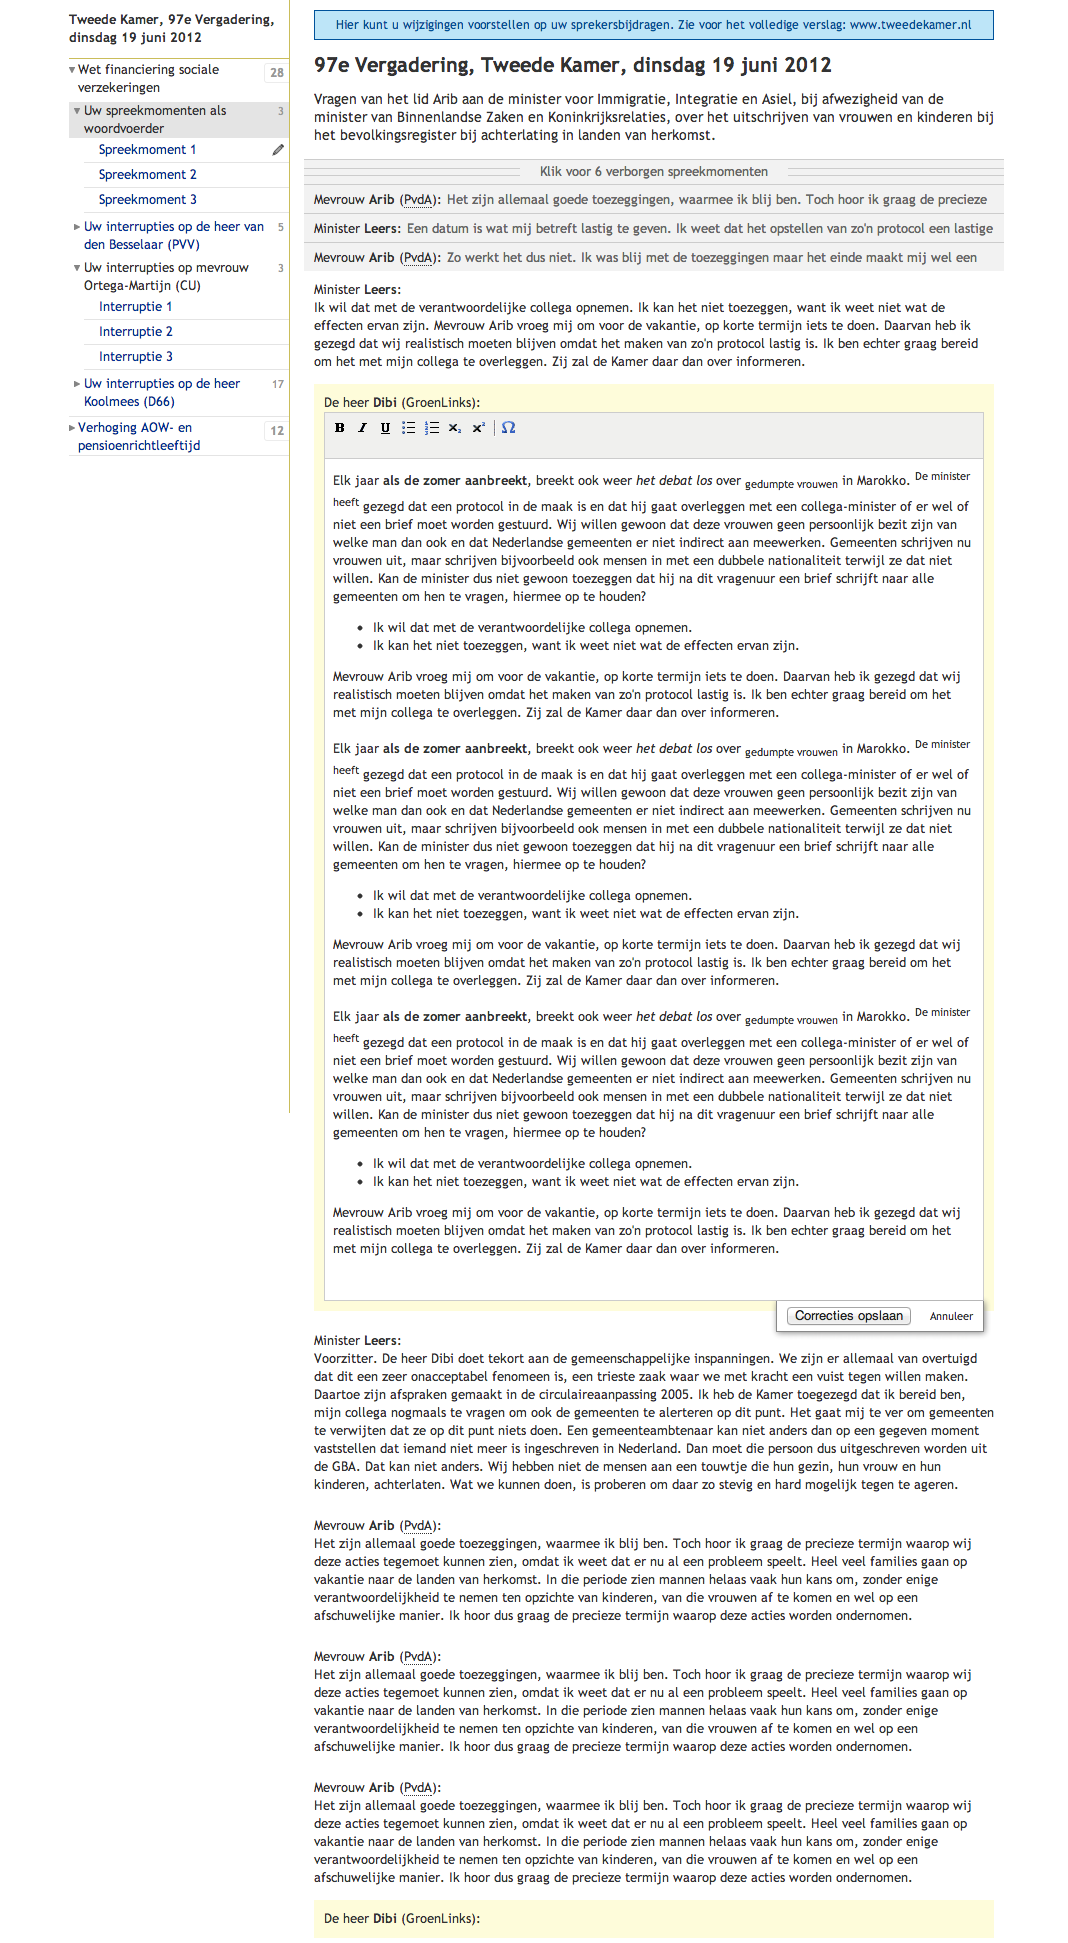 Tweede Kamer, 97e Vergadering,
dinsdag 19 juni 2012
Wet financiering sociale
verzekeringen
28
Uw spreekmomenten als
woordvoerder
3
Spreekmoment 1
Spreekmoment 2
Spreekmoment 3
Uw interrupties op de heer van
den Besselaar (PVV)
5
Uw interrupties op mevrouw
Ortega-Martijn (CU)
3
Interruptie 1
Interruptie 2
Interruptie 3
Uw interrupties op de heer
Koolmees (D66)
17
Verhoging AOW- en
pensioenrichtleeftijd
12
Hier kunt u wijzigingen voorstellen op uw sprekersbijdragen. Zie voor het volledige verslag: www.tweedekamer.nl
97e Vergadering, Tweede Kamer, dinsdag 19 juni 2012
Vragen van het lid Arib aan de minister voor Immigratie, Integratie en Asiel, bij afwezigheid van de
minister van Binnenlandse Zaken en Koninkrijksrelaties, over het uitschrijven van vrouwen en kinderen bij
het bevolkingsregister bij achterlating in landen van herkomst.
Klik voor 6 verborgen spreekmomenten
Mevrouw Arib (PvdA): Het zijn allemaal goede toezeggingen, waarmee ik blij ben. Toch hoor ik graag de precieze
Minister Leers: Een datum is wat mij betreft lastig te geven. Ik weet dat het opstellen van zo'n protocol een lastige
Mevrouw Arib (PvdA): Zo werkt het dus niet. Ik was blij met de toezeggingen maar het einde maakt mij wel een
Minister Leers:
Ik wil dat met de verantwoordelijke collega opnemen. Ik kan het niet toezeggen, want ik weet niet wat de
effecten ervan zijn. Mevrouw Arib vroeg mij om voor de vakantie, op korte termijn iets te doen. Daarvan heb ik
gezegd dat wij realistisch moeten blijven omdat het maken van zo'n protocol lastig is. Ik ben echter graag bereid
om het met mijn collega te overleggen. Zij zal de Kamer daar dan over informeren.
De heer Dibi (GroenLinks):
B I U x₂ x² Ω
Elk jaar als de zomer aanbreekt, breekt ook weer het debat los over gedumpte vrouwen in Marokko. De minister
heeft gezegd dat een protocol in de maak is en dat hij gaat overleggen met een collega-minister of er wel of
niet een brief moet worden gestuurd. Wij willen gewoon dat deze vrouwen geen persoonlijk bezit zijn van
welke man dan ook en dat Nederlandse gemeenten er niet indirect aan meewerken. Gemeenten schrijven nu
vrouwen uit, maar schrijven bijvoorbeeld ook mensen in met een dubbele nationaliteit terwijl ze dat niet
willen. Kan de minister dus niet gewoon toezeggen dat hij na dit vragenuur een brief schrijft naar alle
gemeenten om hen te vragen, hiermee op te houden?
• Ik wil dat met de verantwoordelijke collega opnemen.
• Ik kan het niet toezeggen, want ik weet niet wat de effecten ervan zijn.
Mevrouw Arib vroeg mij om voor de vakantie, op korte termijn iets te doen. Daarvan heb ik gezegd dat wij
realistisch moeten blijven omdat het maken van zo'n protocol lastig is. Ik ben echter graag bereid om het
met mijn collega te overleggen. Zij zal de Kamer daar dan over informeren.
Elk jaar als de zomer aanbreekt, breekt ook weer het debat los over gedumpte vrouwen in Marokko. De minister
heeft gezegd dat een protocol in de maak is en dat hij gaat overleggen met een collega-minister of er wel of
niet een brief moet worden gestuurd. Wij willen gewoon dat deze vrouwen geen persoonlijk bezit zijn van
welke man dan ook en dat Nederlandse gemeenten er niet indirect aan meewerken. Gemeenten schrijven nu
vrouwen uit, maar schrijven bijvoorbeeld ook mensen in met een dubbele nationaliteit terwijl ze dat niet
willen. Kan de minister dus niet gewoon toezeggen dat hij na dit vragenuur een brief schrijft naar alle
gemeenten om hen te vragen, hiermee op te houden?
• Ik wil dat met de verantwoordelijke collega opnemen.
• Ik kan het niet toezeggen, want ik weet niet wat de effecten ervan zijn.
Mevrouw Arib vroeg mij om voor de vakantie, op korte termijn iets te doen. Daarvan heb ik gezegd dat wij
realistisch moeten blijven omdat het maken van zo'n protocol lastig is. Ik ben echter graag bereid om het
met mijn collega te overleggen. Zij zal de Kamer daar dan over informeren.
Elk jaar als de zomer aanbreekt, breekt ook weer het debat los over gedumpte vrouwen in Marokko. De minister
heeft gezegd dat een protocol in de maak is en dat hij gaat overleggen met een collega-minister of er wel of
niet een brief moet worden gestuurd. Wij willen gewoon dat deze vrouwen geen persoonlijk bezit zijn van
welke man dan ook en dat Nederlandse gemeenten er niet indirect aan meewerken. Gemeenten schrijven nu
vrouwen uit, maar schrijven bijvoorbeeld ook mensen in met een dubbele nationaliteit terwijl ze dat niet
willen. Kan de minister dus niet gewoon toezeggen dat hij na dit vragenuur een brief schrijft naar alle
gemeenten om hen te vragen, hiermee op te houden?
• Ik wil dat met de verantwoordelijke collega opnemen.
• Ik kan het niet toezeggen, want ik weet niet wat de effecten ervan zijn.
Mevrouw Arib vroeg mij om voor de vakantie, op korte termijn iets te doen. Daarvan heb ik gezegd dat wij
realistisch moeten blijven omdat het maken van zo'n protocol lastig is. Ik ben echter graag bereid om het
met mijn collega te overleggen. Zij zal de Kamer daar dan over informeren.
Correcties opslaan Annuleer
Minister Leers:
Voorzitter. De heer Dibi doet tekort aan de gemeenschappelijke inspanningen. We zijn er allemaal van overtuigd
dat dit een zeer onacceptabel fenomeen is, een trieste zaak waar we met kracht een vuist tegen willen maken.
Daartoe zijn afspraken gemaakt in de circulaireaanpassing 2005. Ik heb de Kamer toegezegd dat ik bereid ben,
mijn collega nogmaals te vragen om ook de gemeenten te alerteren op dit punt. Het gaat mij te ver om gemeenten
te verwijten dat ze op dit punt niets doen. Een gemeenteambtenaar kan niet anders dan op een gegeven moment
vaststellen dat iemand niet meer is ingeschreven in Nederland. Dan moet die persoon dus uitgeschreven worden uit
de GBA. Dat kan niet anders. Wij hebben niet de mensen aan een touwtje die hun gezin, hun vrouw en hun
kinderen, achterlaten. Wat we kunnen doen, is proberen om daar zo stevig en hard mogelijk tegen te ageren.
Mevrouw Arib (PvdA):
Het zijn allemaal goede toezeggingen, waarmee ik blij ben. Toch hoor ik graag de precieze termijn waarop wij
deze acties tegemoet kunnen zien, omdat ik weet dat er nu al een probleem speelt. Heel veel families gaan op
vakantie naar de landen van herkomst. In die periode zien mannen helaas vaak hun kans om, zonder enige
verantwoordelijkheid te nemen ten opzichte van kinderen, van die vrouwen af te komen en wel op een
afschuwelijke manier. Ik hoor dus graag de precieze termijn waarop deze acties worden ondernomen.
Mevrouw Arib (PvdA):
Het zijn allemaal goede toezeggingen, waarmee ik blij ben. Toch hoor ik graag de precieze termijn waarop wij
deze acties tegemoet kunnen zien, omdat ik weet dat er nu al een probleem speelt. Heel veel families gaan op
vakantie naar de landen van herkomst. In die periode zien mannen helaas vaak hun kans om, zonder enige
verantwoordelijkheid te nemen ten opzichte van kinderen, van die vrouwen af te komen en wel op een
afschuwelijke manier. Ik hoor dus graag de precieze termijn waarop deze acties worden ondernomen.
Mevrouw Arib (PvdA):
Het zijn allemaal goede toezeggingen, waarmee ik blij ben. Toch hoor ik graag de precieze termijn waarop wij
deze acties tegemoet kunnen zien, omdat ik weet dat er nu al een probleem speelt. Heel veel families gaan op
vakantie naar de landen van herkomst. In die periode zien mannen helaas vaak hun kans om, zonder enige
verantwoordelijkheid te nemen ten opzichte van kinderen, van die vrouwen af te komen en wel op een
afschuwelijke manier. Ik hoor dus graag de precieze termijn waarop deze acties worden ondernomen.
De heer Dibi (GroenLinks):